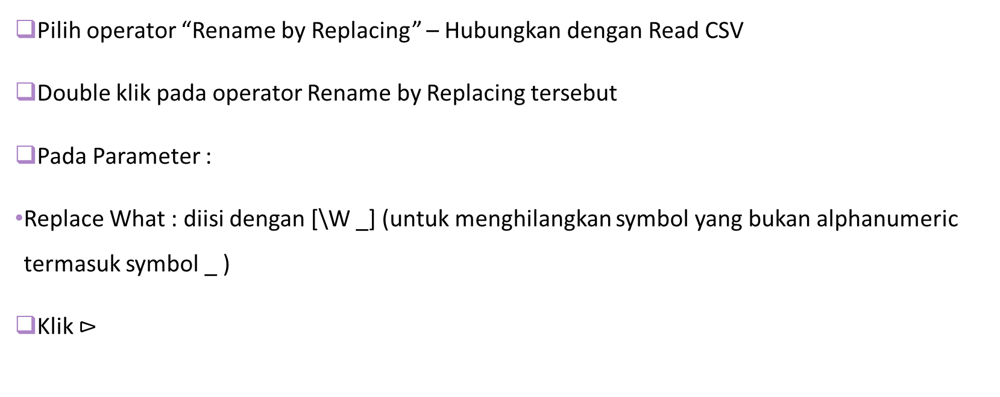 ❑Pilih operator “Rename by Replacing” – Hubungkan dengan Read CSV
❑Double klik pada operator Rename by Replacing tersebut
❑Pada Parameter :
•Replace What : diisi dengan [\W _] (untuk menghilangkan symbol yang bukan alphanumeric
termasuk symbol _ )
❑Klik ⊳